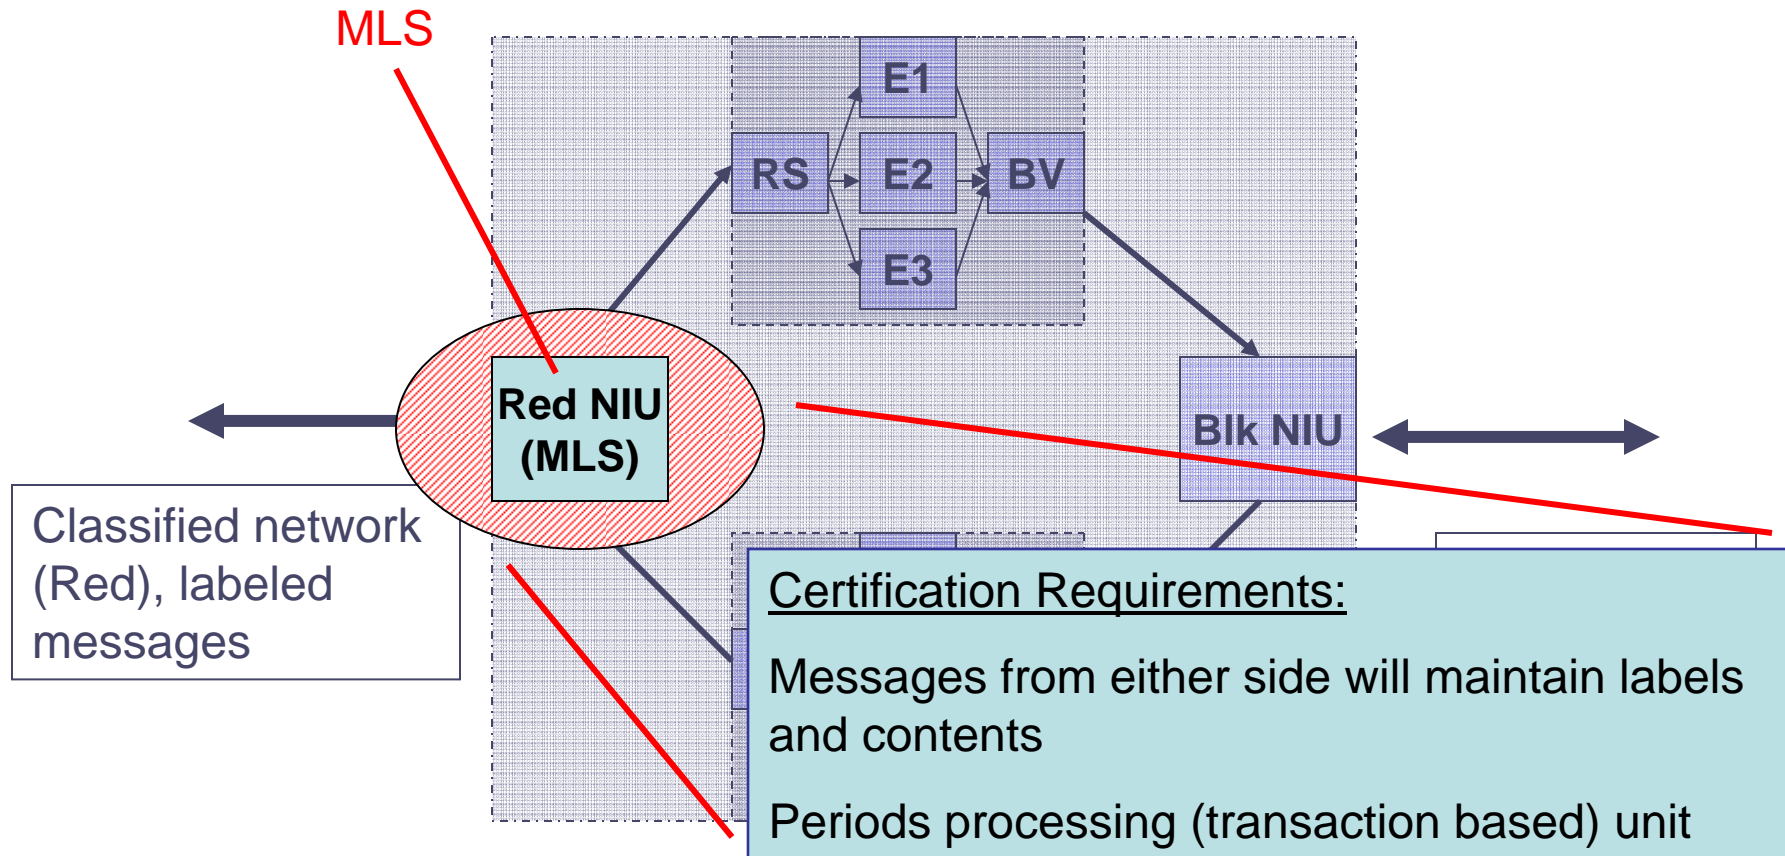 MLS
E1
RS
E2
BV
E3
Red NIU
(MLS)
Blk NIU
Classified network
(Red), labeled
messages
Certification Requirements:
Messages from either side will maintain labels
and contents
Periods processing (transaction based) unit